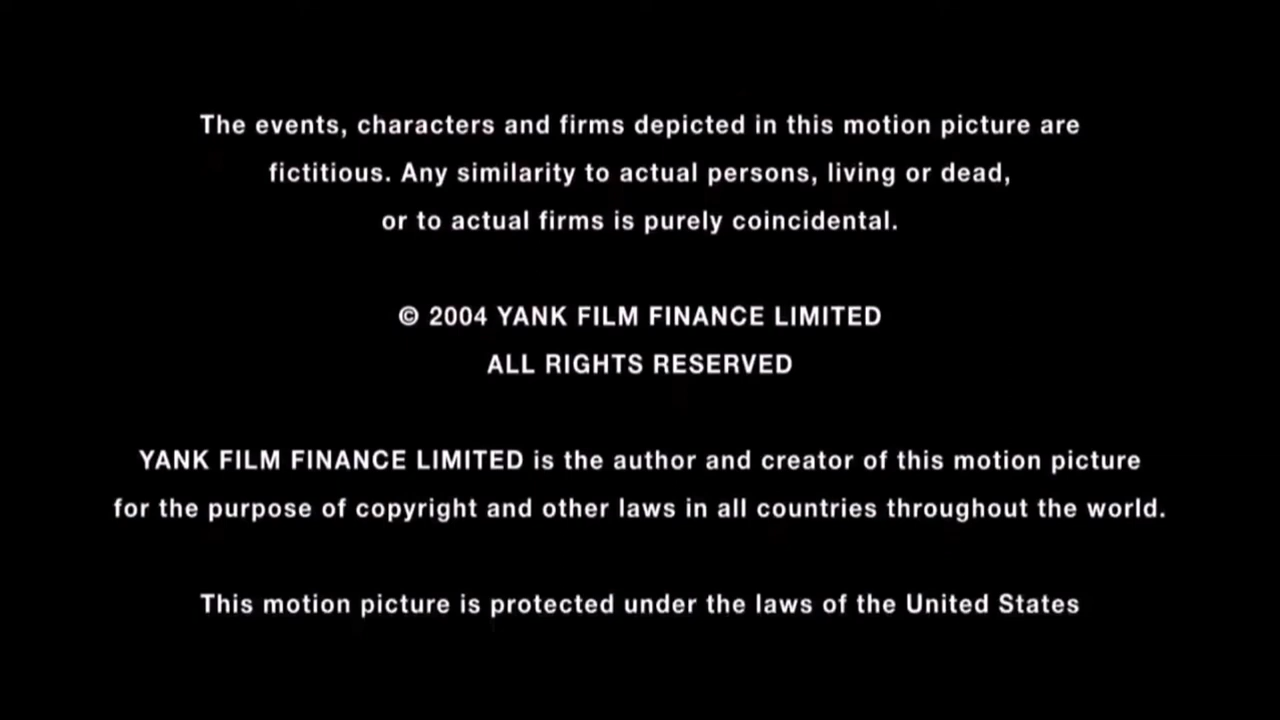 The events, characters and firms depicted in this motion picture are
fictitious. Any similarity to actual persons, living or dead,
or to actual firms is purely coincidental.
© 2004 YANK FILM FINANCE LIMITED
ALL RIGHTS RESERVED
YANK FILM FINANCE LIMITED is the author and creator of this motion picture
for the purpose of copyright and other laws in all countries throughout the world.
This motion picture is protected under the laws of the United States